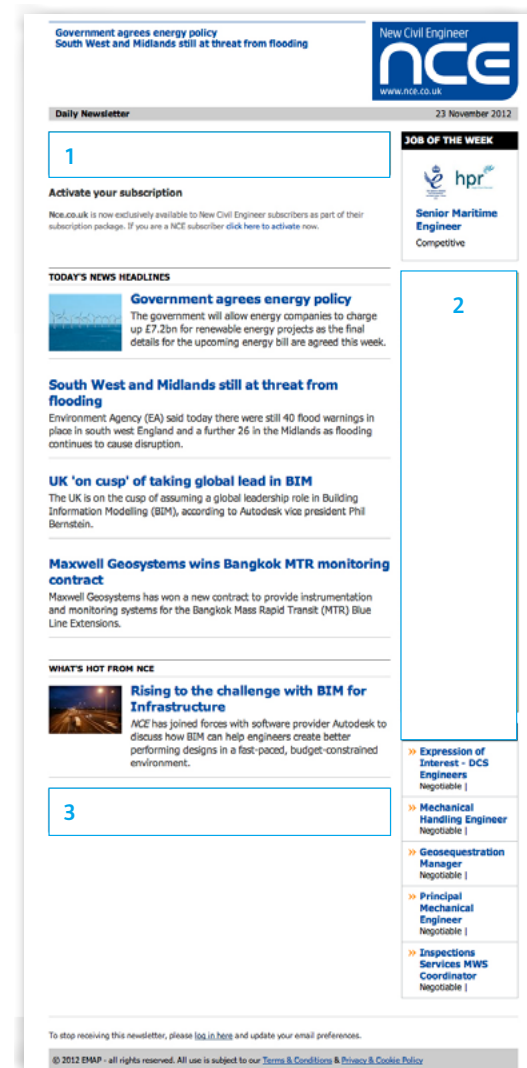 Government agrees energy policy
South West and Midlands still at threat from flooding
New Civil Engineer
nce
www.nce.co.uk
Daily Newsletter
23 November 2012
1
Activate your subscription
Nce.co.uk is now exclusively available to New Civil Engineer subscribers as part of their
subscription package. If you are a NCE subscriber click here to activate now.
JOB OF THE WEEK
hpr
Senior Maritime
Engineer
Competitive
2
TODAY'S NEWS HEADLINES
Government agrees energy policy
The government will allow energy companies to charge
up £7.2bn for renewable energy projects as the final
details for the upcoming energy bill are agreed this week.
South West and Midlands still at threat from
flooding
Environment Agency (EA) said today there were still 40 flood warnings in
place in south west England and a further 26 in the Midlands as flooding
continues to cause disruption.
UK 'on cusp' of taking global lead in BIM
The UK is on the cusp of assuming a global leadership role in Building
Information Modelling (BIM), according to Autodesk vice president Phil
Bernstein.
Maxwell Geosystems wins Bangkok MTR monitoring
contract
Maxwell Geosystems has won a new contract to provide instrumentation
and monitoring systems for the Bangkok Mass Rapid Transit (MTR) Blue
Line Extensions.
WHAT'S HOT FROM NCE
Rising to the challenge with BIM for
Infrastructure
NCE has joined forces with software provider Autodesk to
discuss how BIM can help engineers create better
performing designs in a fast-paced, budget-constrained
environment.
3
» Expression of
Interest - DCS
Engineers
Negotiable |
» Mechanical
Handling Engineer
Negotiable |
» Geosequestration
Manager
Negotiable |
» Principal
Mechanical
Engineer
Negotiable |
» Inspections
Services MWS
Coordinator
Negotiable |
To stop receiving this newsletter, please log in here and update your email preferences.
© 2012 EMAP - all rights reserved. All use is subject to our Terms & Conditions & Privacy & Cookie Policy